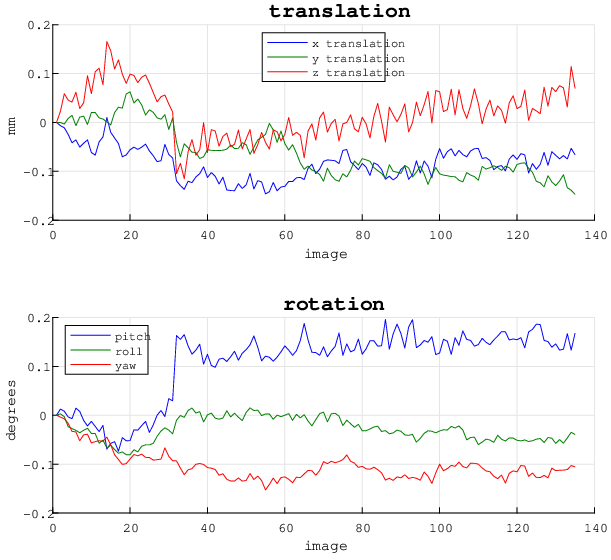 translation
0.2
0.1
0
-0.1
-0.2
mm
x translation
y translation
z translation
0 20 40 60 80 100 120 140
image
rotation
0.2
0.1
0
-0.1
-0.2
degrees
pitch
roll
yaw
0 20 40 60 80 100 120 140
image